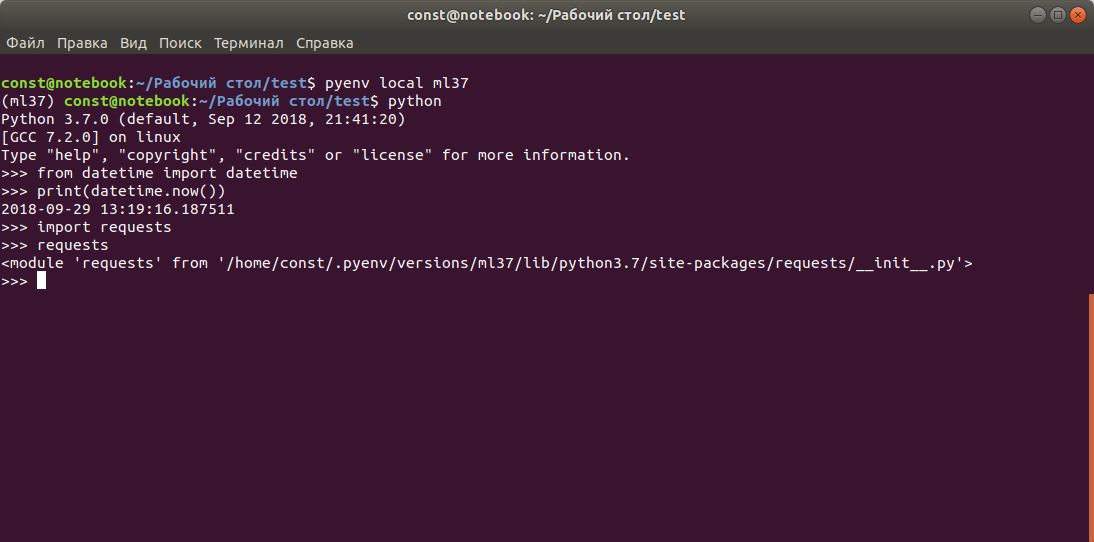 const@notebook: ~/Рабочий стол/test
Файл Правка Вид Поиск Терминал Справка
const@notebook:~/Рабочий стол/test$ pyenv local ml37
(ml37) const@notebook:~/Рабочий стол/test$ python
Python 3.7.0 (default, Sep 12 2018, 21:41:20)
[GCC 7.2.0] on linux
Type "help", "copyright", "credits" or "license" for more information.
>>> from datetime import datetime
>>> print(datetime.now())
2018-09-29 13:19:16.187511
>>> import requests
>>> requests
<module 'requests' from '/home/const/.pyenv/versions/ml37/lib/python3.7/site-packages/requests/__init__.py'>
>>>